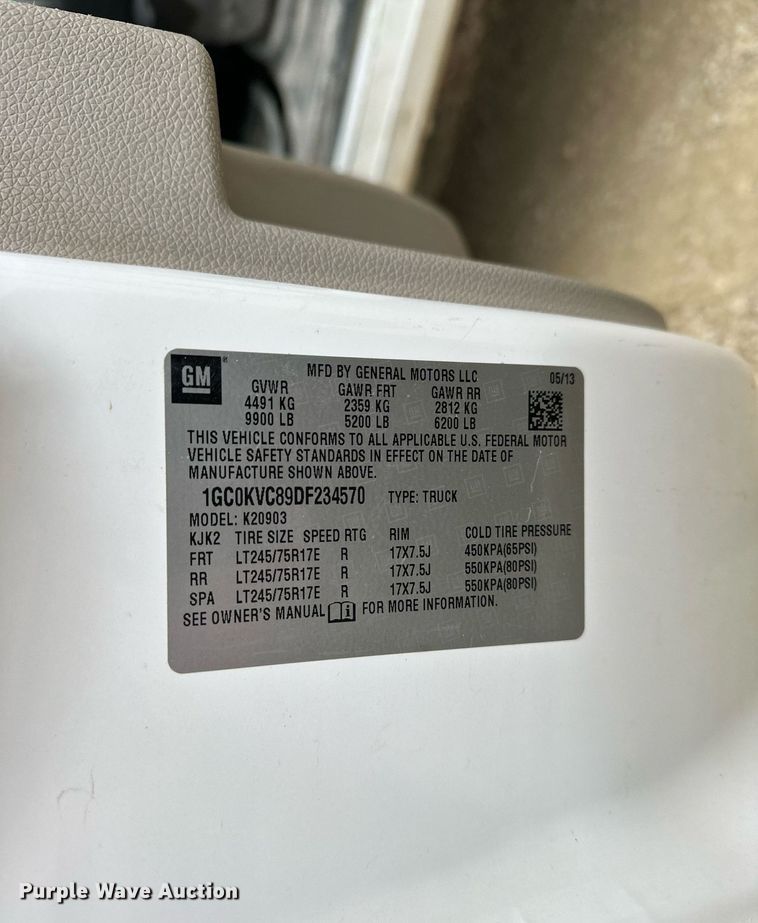 GM
MFD BY GENERAL MOTORS LLC 05/13
GVWR GAWR FRT GAWR RR
4491 KG 2359 KG 2812 KG
9900 LB 5200 LB 6200 LB
THIS VEHICLE CONFORMS TO ALL APPLICABLE U.S. FEDERAL MOTOR
VEHICLE SAFETY STANDARDS IN EFFECT ON THE DATE OF
MANUFACTURE SHOWN ABOVE.
1GC0KVC89DF234570 TYPE: TRUCK
MODEL: K20903
KJK2 TIRE SIZE SPEED RTG RIM COLD TIRE PRESSURE
FRT LT245/75R17E R 17X7.5J 450KPA(65PSI)
RR LT245/75R17E R 17X7.5J 550KPA(80PSI)
SPA LT245/75R17E R 17X7.5J 550KPA(80PSI)
SEE OWNER'S MANUAL i FOR MORE INFORMATION.
Purple Wave Auction